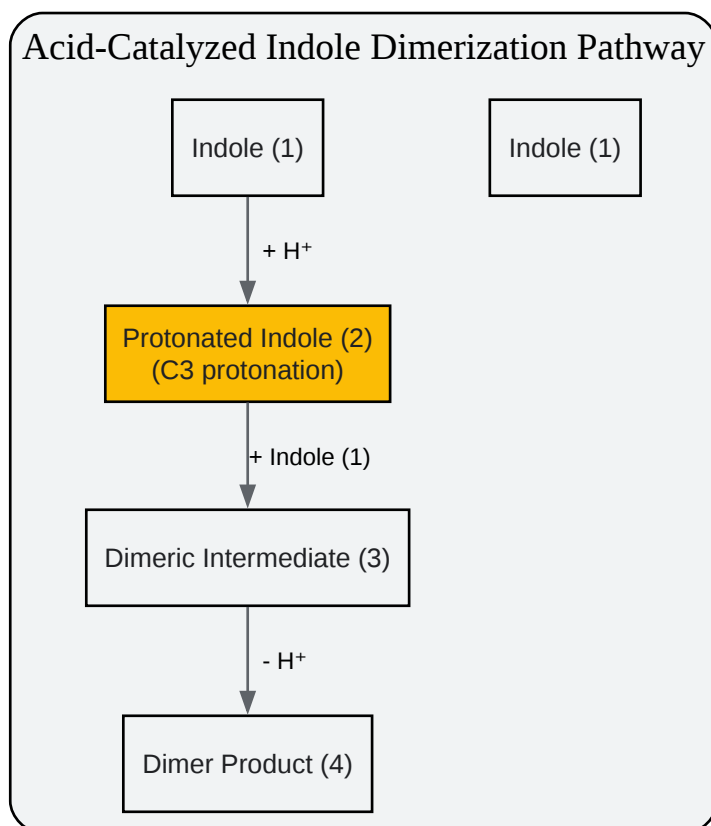 Acid-Catalyzed Indole Dimerization Pathway
Indole (1)
Indole (1)
+ H⁺
Protonated Indole (2)
(C3 protonation)
+ Indole (1)
Dimeric Intermediate (3)
- H⁺
Dimer Product (4)